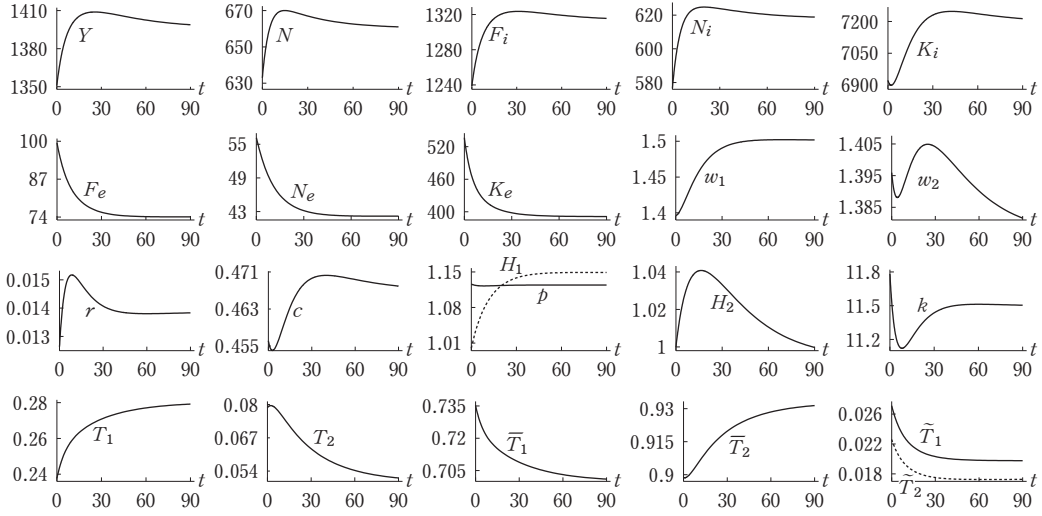 1410 670 1320 620 7200
Y N F_i N_i K_i
1380 650 1280 600 7050
1350 630 1240 580 6900
0 30 60 90 t 0 30 60 90 t 0 30 60 90 t 0 30 60 90 t 0 30 60 90 t
100 55 520 1.5 1.405
87 49 460 1.45 1.395
F_e N_e K_e w_1 w_2
74 43 400 1.4 1.385
0 30 60 90 t 0 30 60 90 t 0 30 60 90 t 0 30 60 90 t 0 30 60 90 t
0.015 0.471 1.15 H_1 1.04 11.8
0.014 0.463 p 1.02 11.5
r c H_2 k
0.013 0.455 1.01 1 11.2
0 30 60 90 t 0 30 60 90 t 0 30 60 90 t 0 30 60 90 t 0 30 60 90 t
0.28 0.08 0.735 0.93 0.026
T_1 T_2 T̅_1 T̅_2 T̃_1
0.26 0.067 0.72 0.915 0.022
0.24 0.054 0.705 0.9 0.018
T̃_2
0 30 60 90 t 0 30 60 90 t 0 30 60 90 t 0 30 60 90 t 0 30 60 90 t